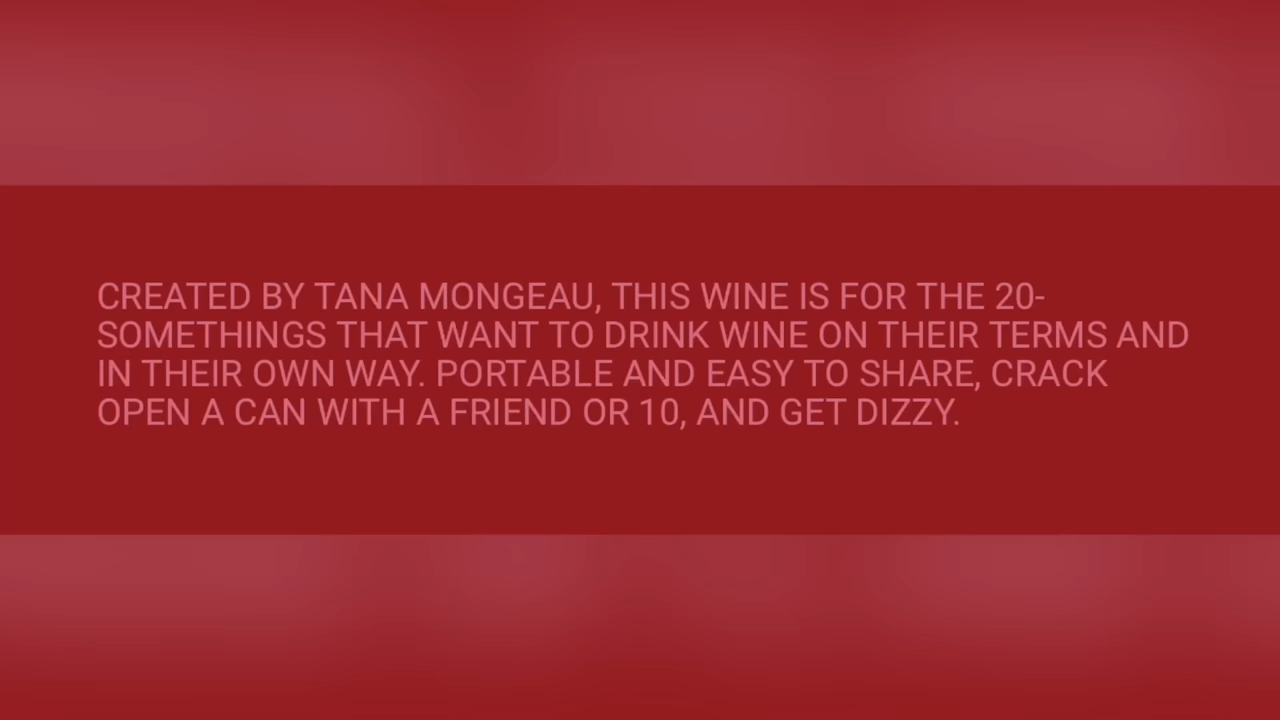 CREATED BY TANA MONGEAU, THIS WINE IS FOR THE 20-
SOMETHINGS THAT WANT TO DRINK WINE ON THEIR TERMS AND
IN THEIR OWN WAY. PORTABLE AND EASY TO SHARE, CRACK
OPEN A CAN WITH A FRIEND OR 10, AND GET DIZZY.